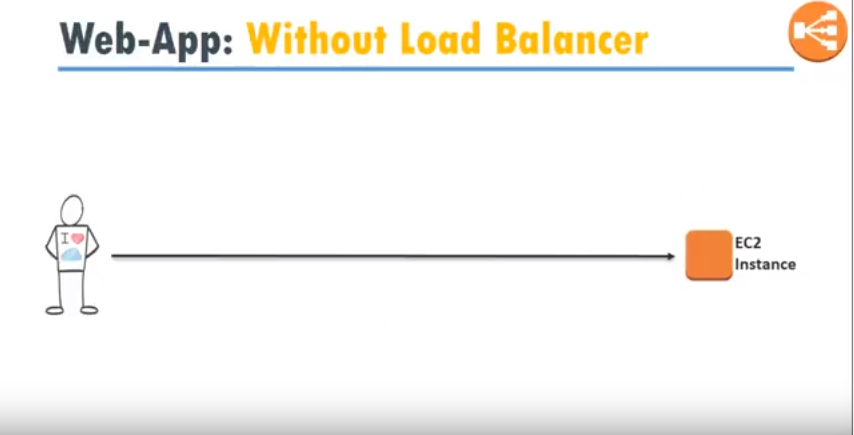 Web-App: Without Load Balancer
I
EC2
Instance